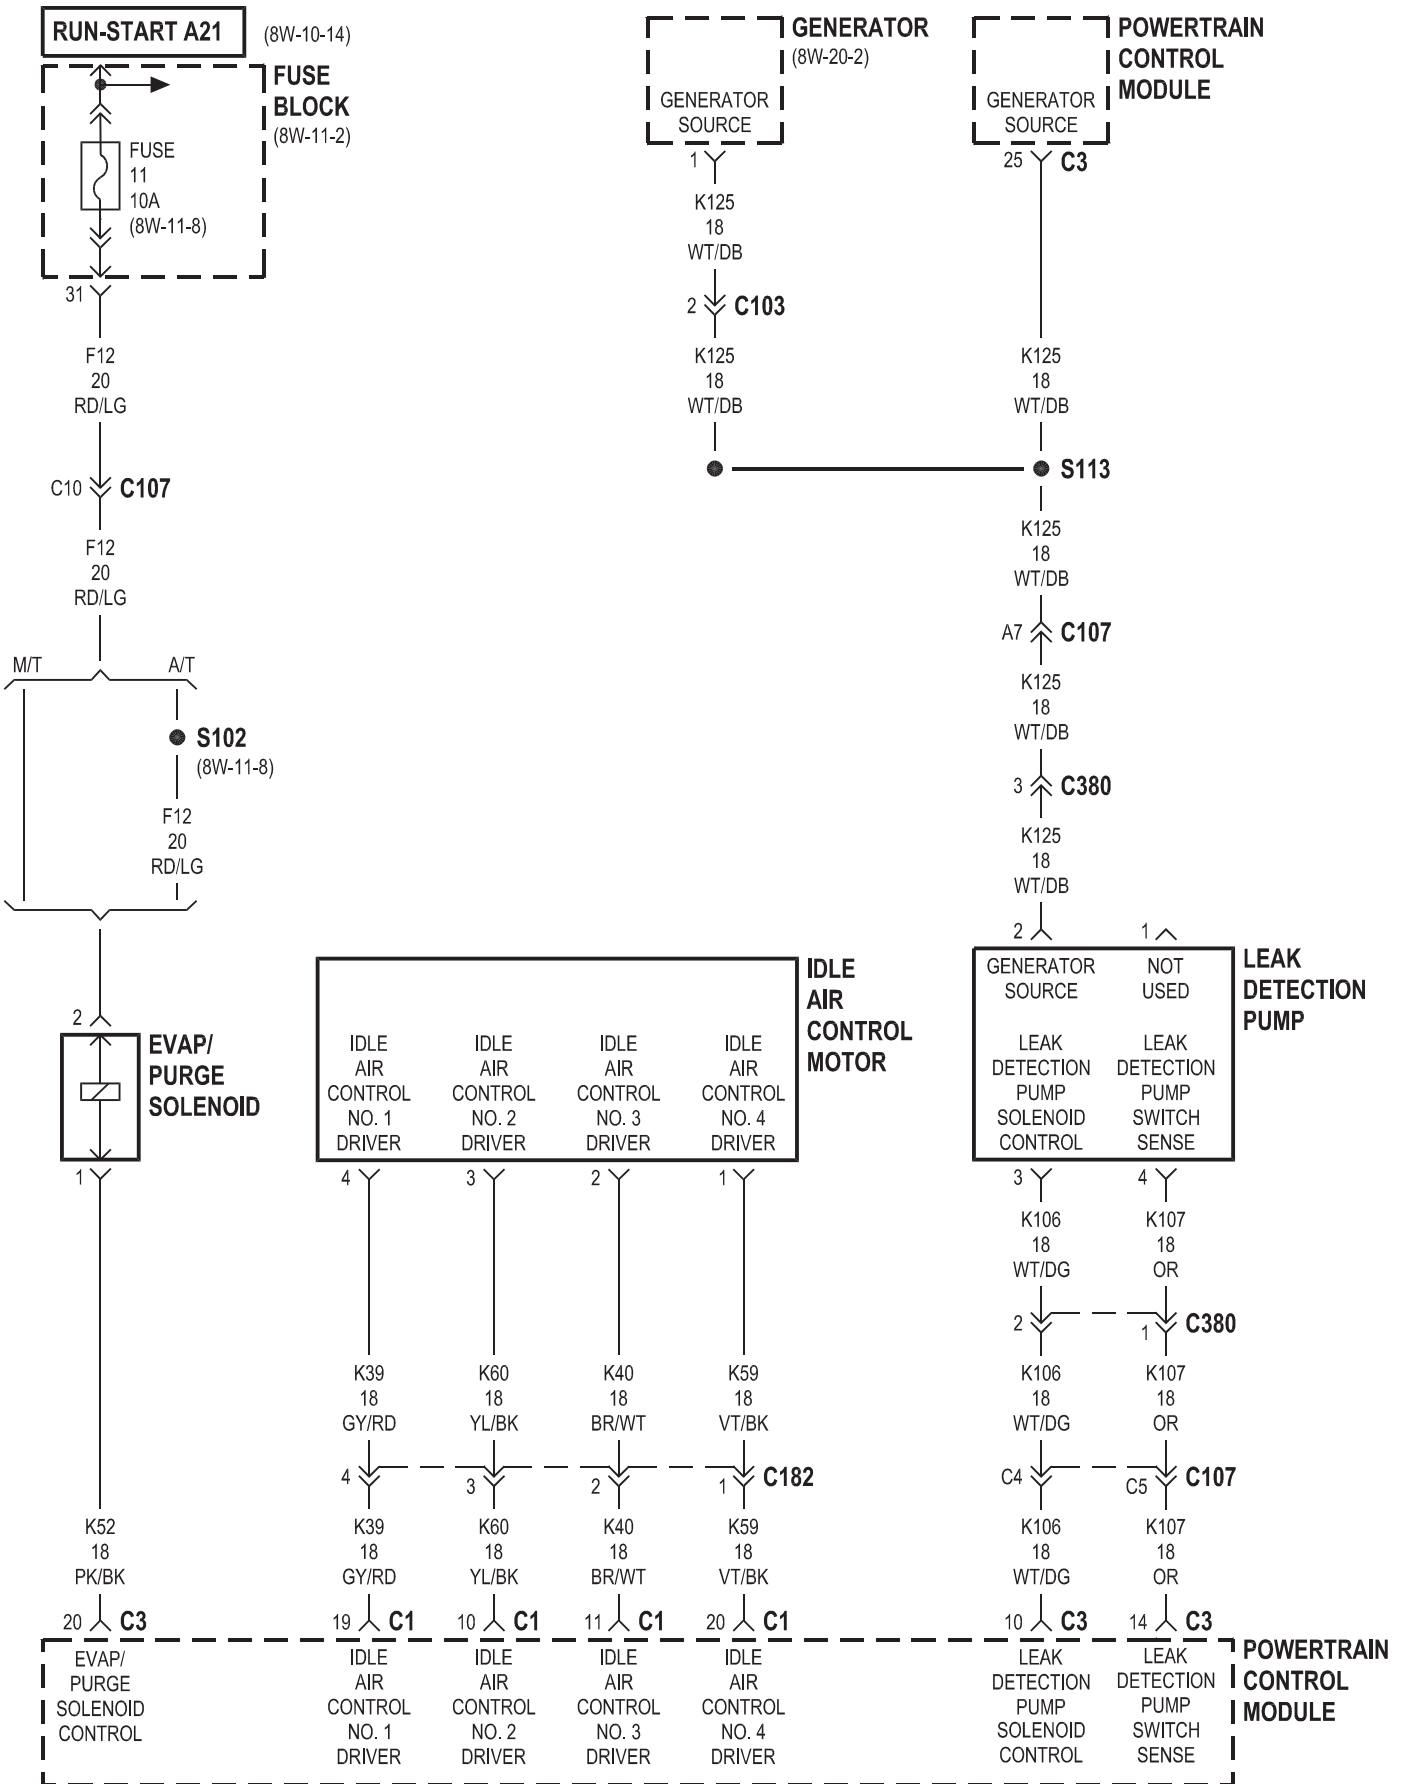 RUN-START A21
(8W-10-14)
FUSE
BLOCK
(8W-11-2)
FUSE
11
10A
(8W-11-8)
31
F12
20
RD/LG
C10
C107
F12
20
RD/LG
M/T
A/T
S102
(8W-11-8)
F12
20
RD/LG
2
EVAP/
PURGE
SOLENOID
1
K52
18
PK/BK
20
C3
GENERATOR
(8W-20-2)
GENERATOR
SOURCE
1
K125
18
WT/DB
2
C103
K125
18
WT/DB
POWERTRAIN
CONTROL
MODULE
GENERATOR
SOURCE
25
C3
K125
18
WT/DB
S113
K125
18
WT/DB
A7
C107
K125
18
WT/DB
3
C380
K125
18
WT/DB
2
1
GENERATOR
SOURCE
NOT
USED
LEAK
DETECTION
PUMP
LEAK
DETECTION
PUMP
SOLENOID
CONTROL
LEAK
DETECTION
PUMP
SWITCH
SENSE
3
4
K106
18
WT/DG
K107
18
OR
2
1
C380
K106
18
WT/DG
K107
18
OR
C4
C5
C107
K106
18
WT/DG
K107
18
OR
10
C3
14
C3
IDLE
AIR
CONTROL
MOTOR
IDLE
AIR
CONTROL
NO. 1
DRIVER
IDLE
AIR
CONTROL
NO. 2
DRIVER
IDLE
AIR
CONTROL
NO. 3
DRIVER
IDLE
AIR
CONTROL
NO. 4
DRIVER
4
3
2
1
K39
18
GY/RD
K60
18
YL/BK
K40
18
BR/WT
K59
18
VT/BK
4
3
2
1
C182
K39
18
GY/RD
K60
18
YL/BK
K40
18
BR/WT
K59
18
VT/BK
19
C1
10
C1
11
C1
20
C1
EVAP/
PURGE
SOLENOID
CONTROL
IDLE
AIR
CONTROL
NO. 1
DRIVER
IDLE
AIR
CONTROL
NO. 2
DRIVER
IDLE
AIR
CONTROL
NO. 3
DRIVER
IDLE
AIR
CONTROL
NO. 4
DRIVER
LEAK
DETECTION
PUMP
SOLENOID
CONTROL
LEAK
DETECTION
PUMP
SWITCH
SENSE
POWERTRAIN
CONTROL
MODULE